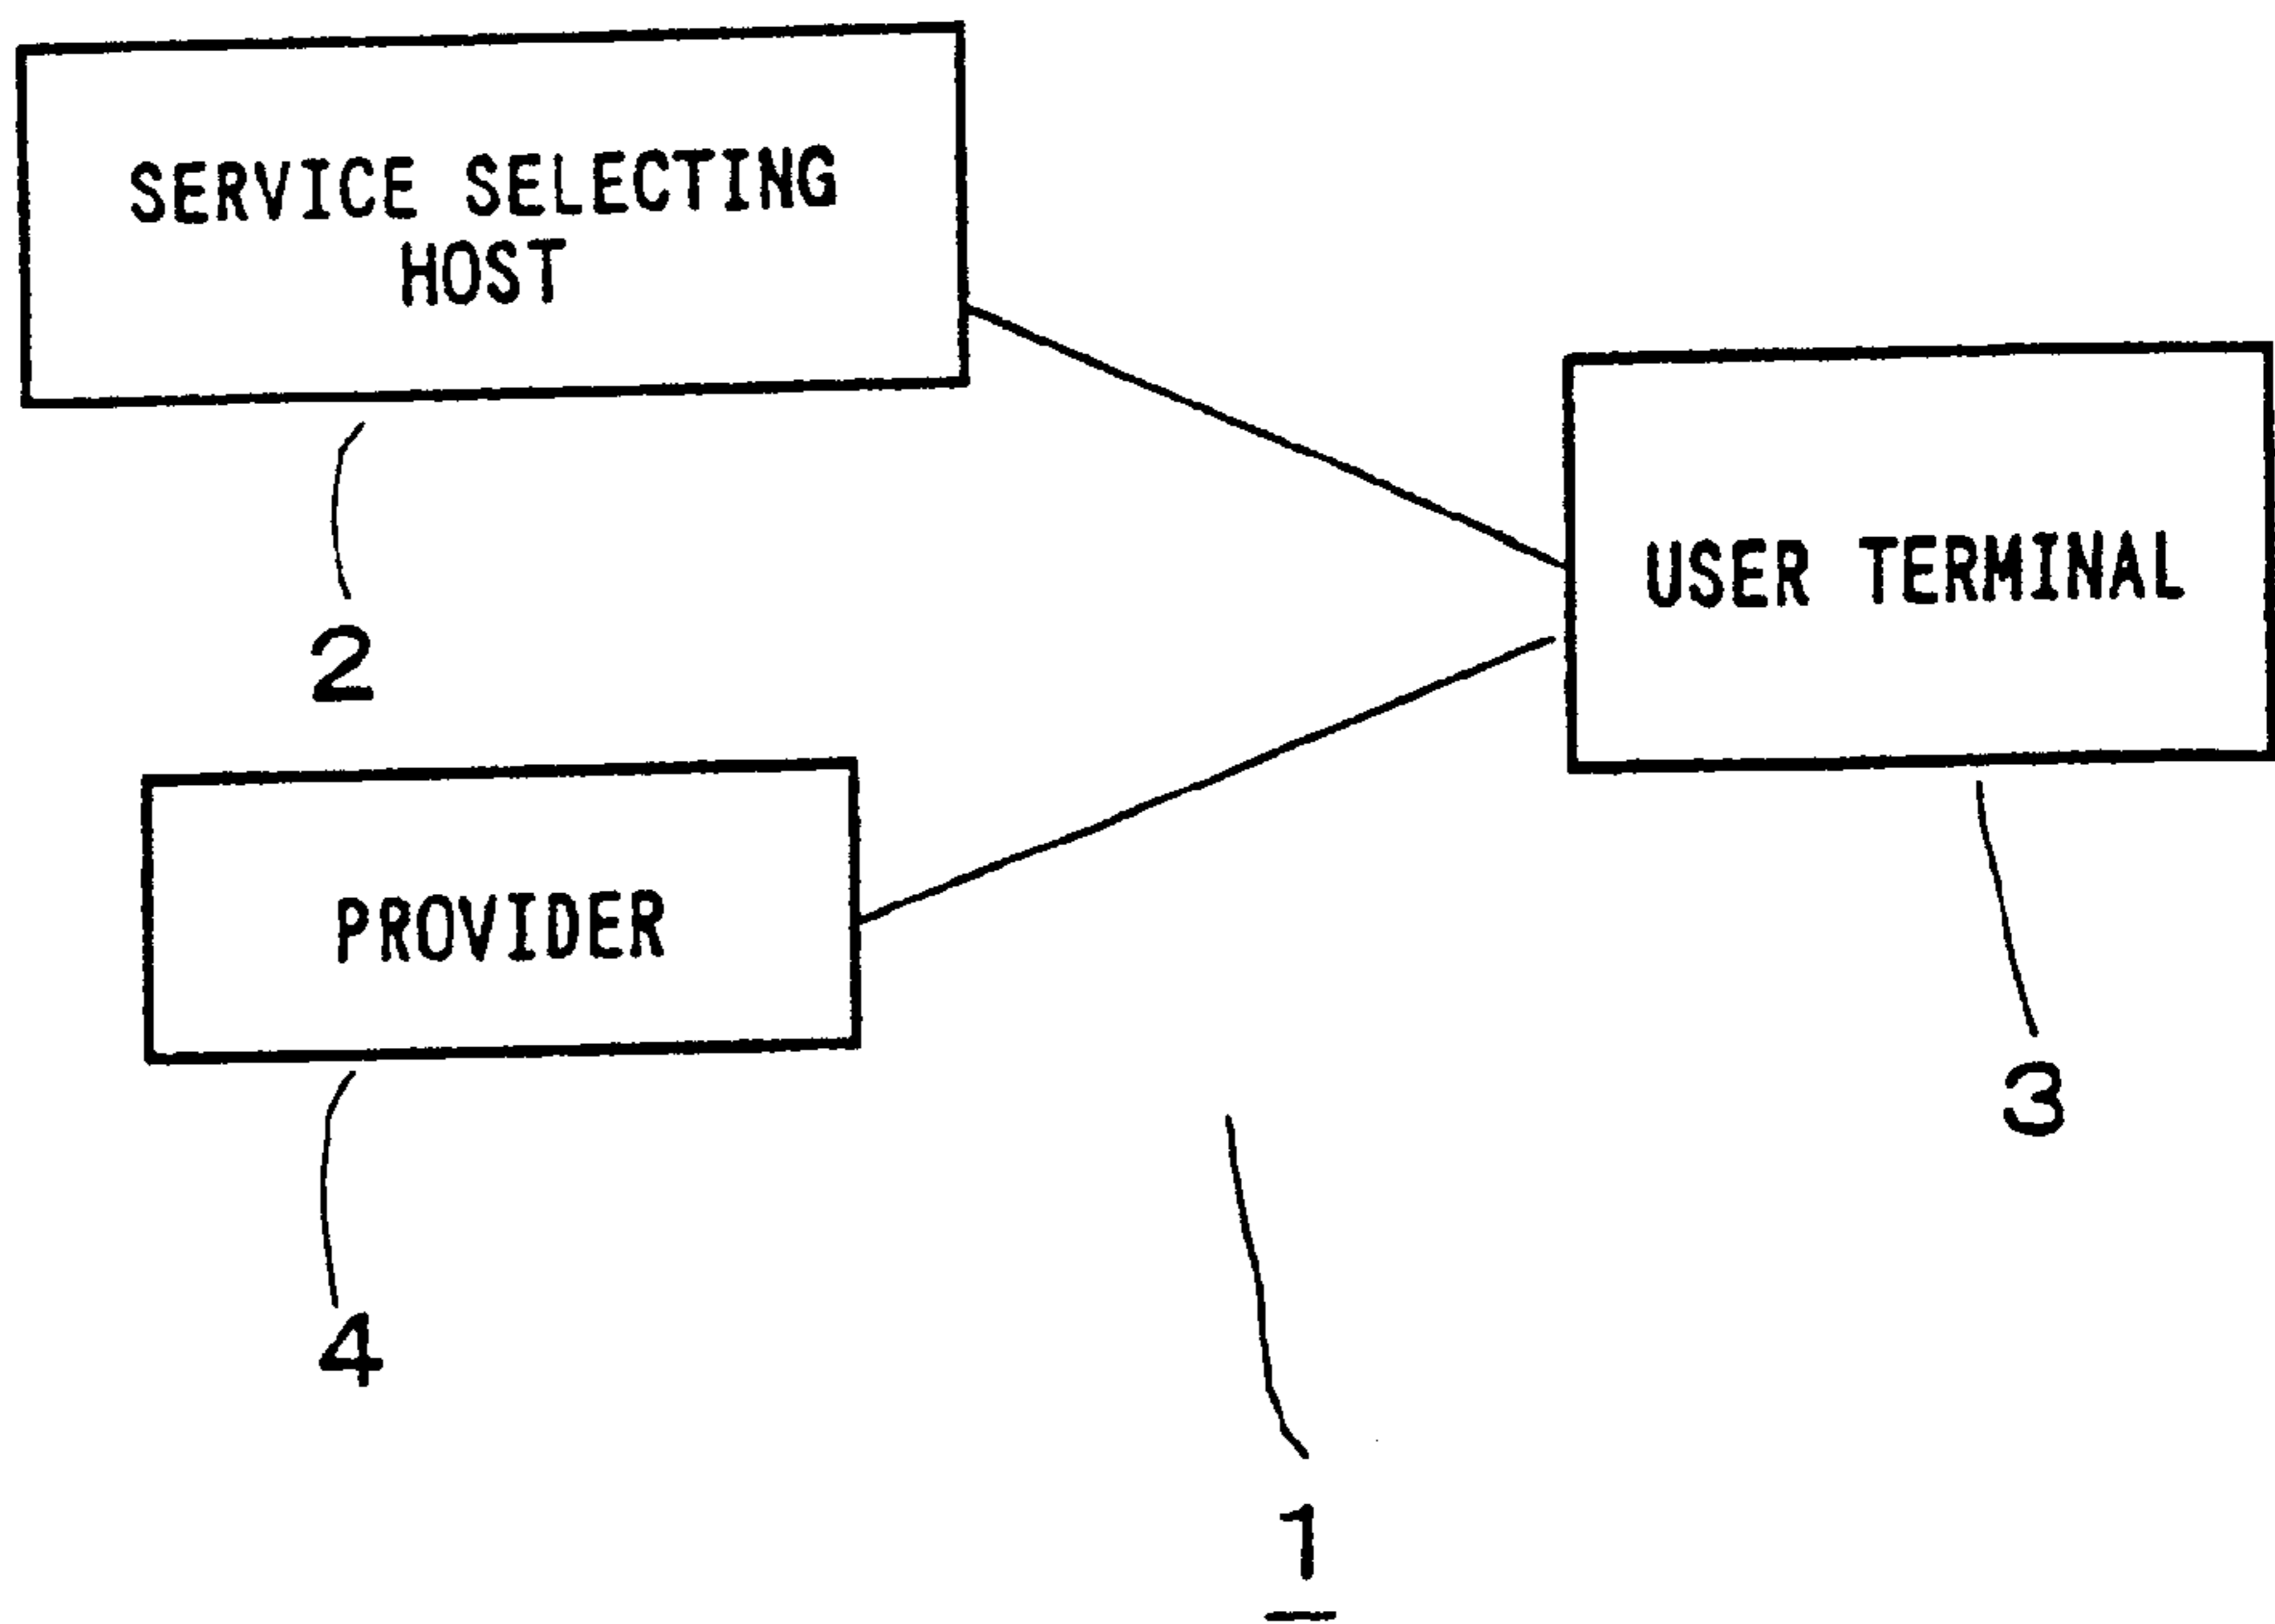 SERVICE SELECTING
HOST
USER TERMINAL
2
PROVIDER
3
4
1